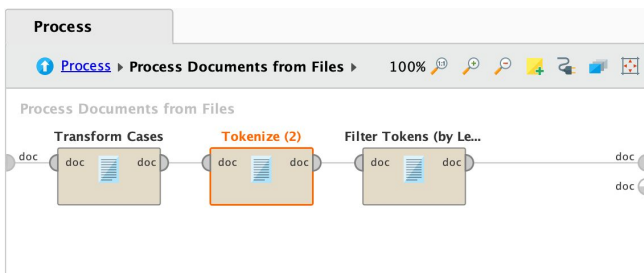 Process
Process ▸ Process Documents from Files ▸ 100%
Process Documents from Files
Transform Cases Tokenize (2) Filter Tokens (by Le...
doc doc doc doc doc doc doc doc
doc